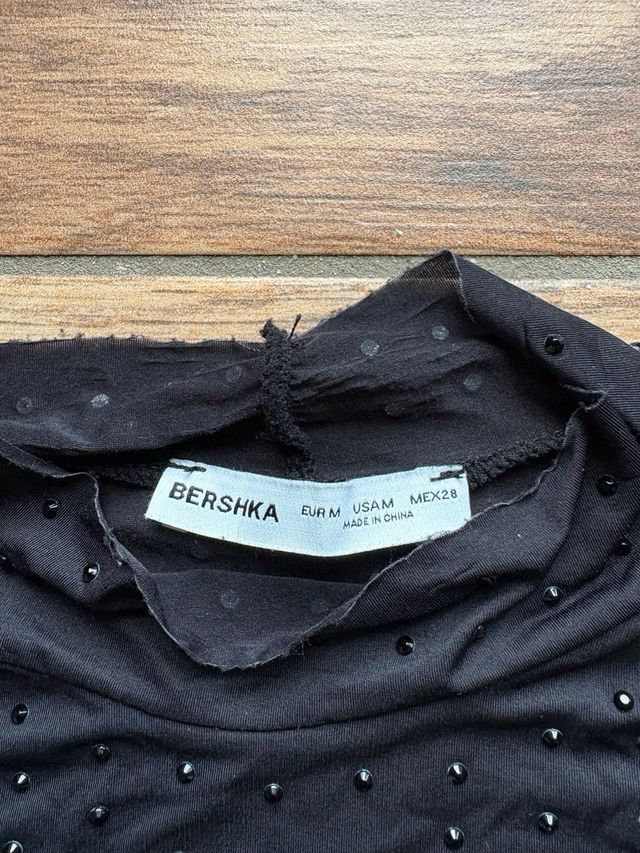 BERSHKA EUR M USA M MEX 28
MADE IN CHINA